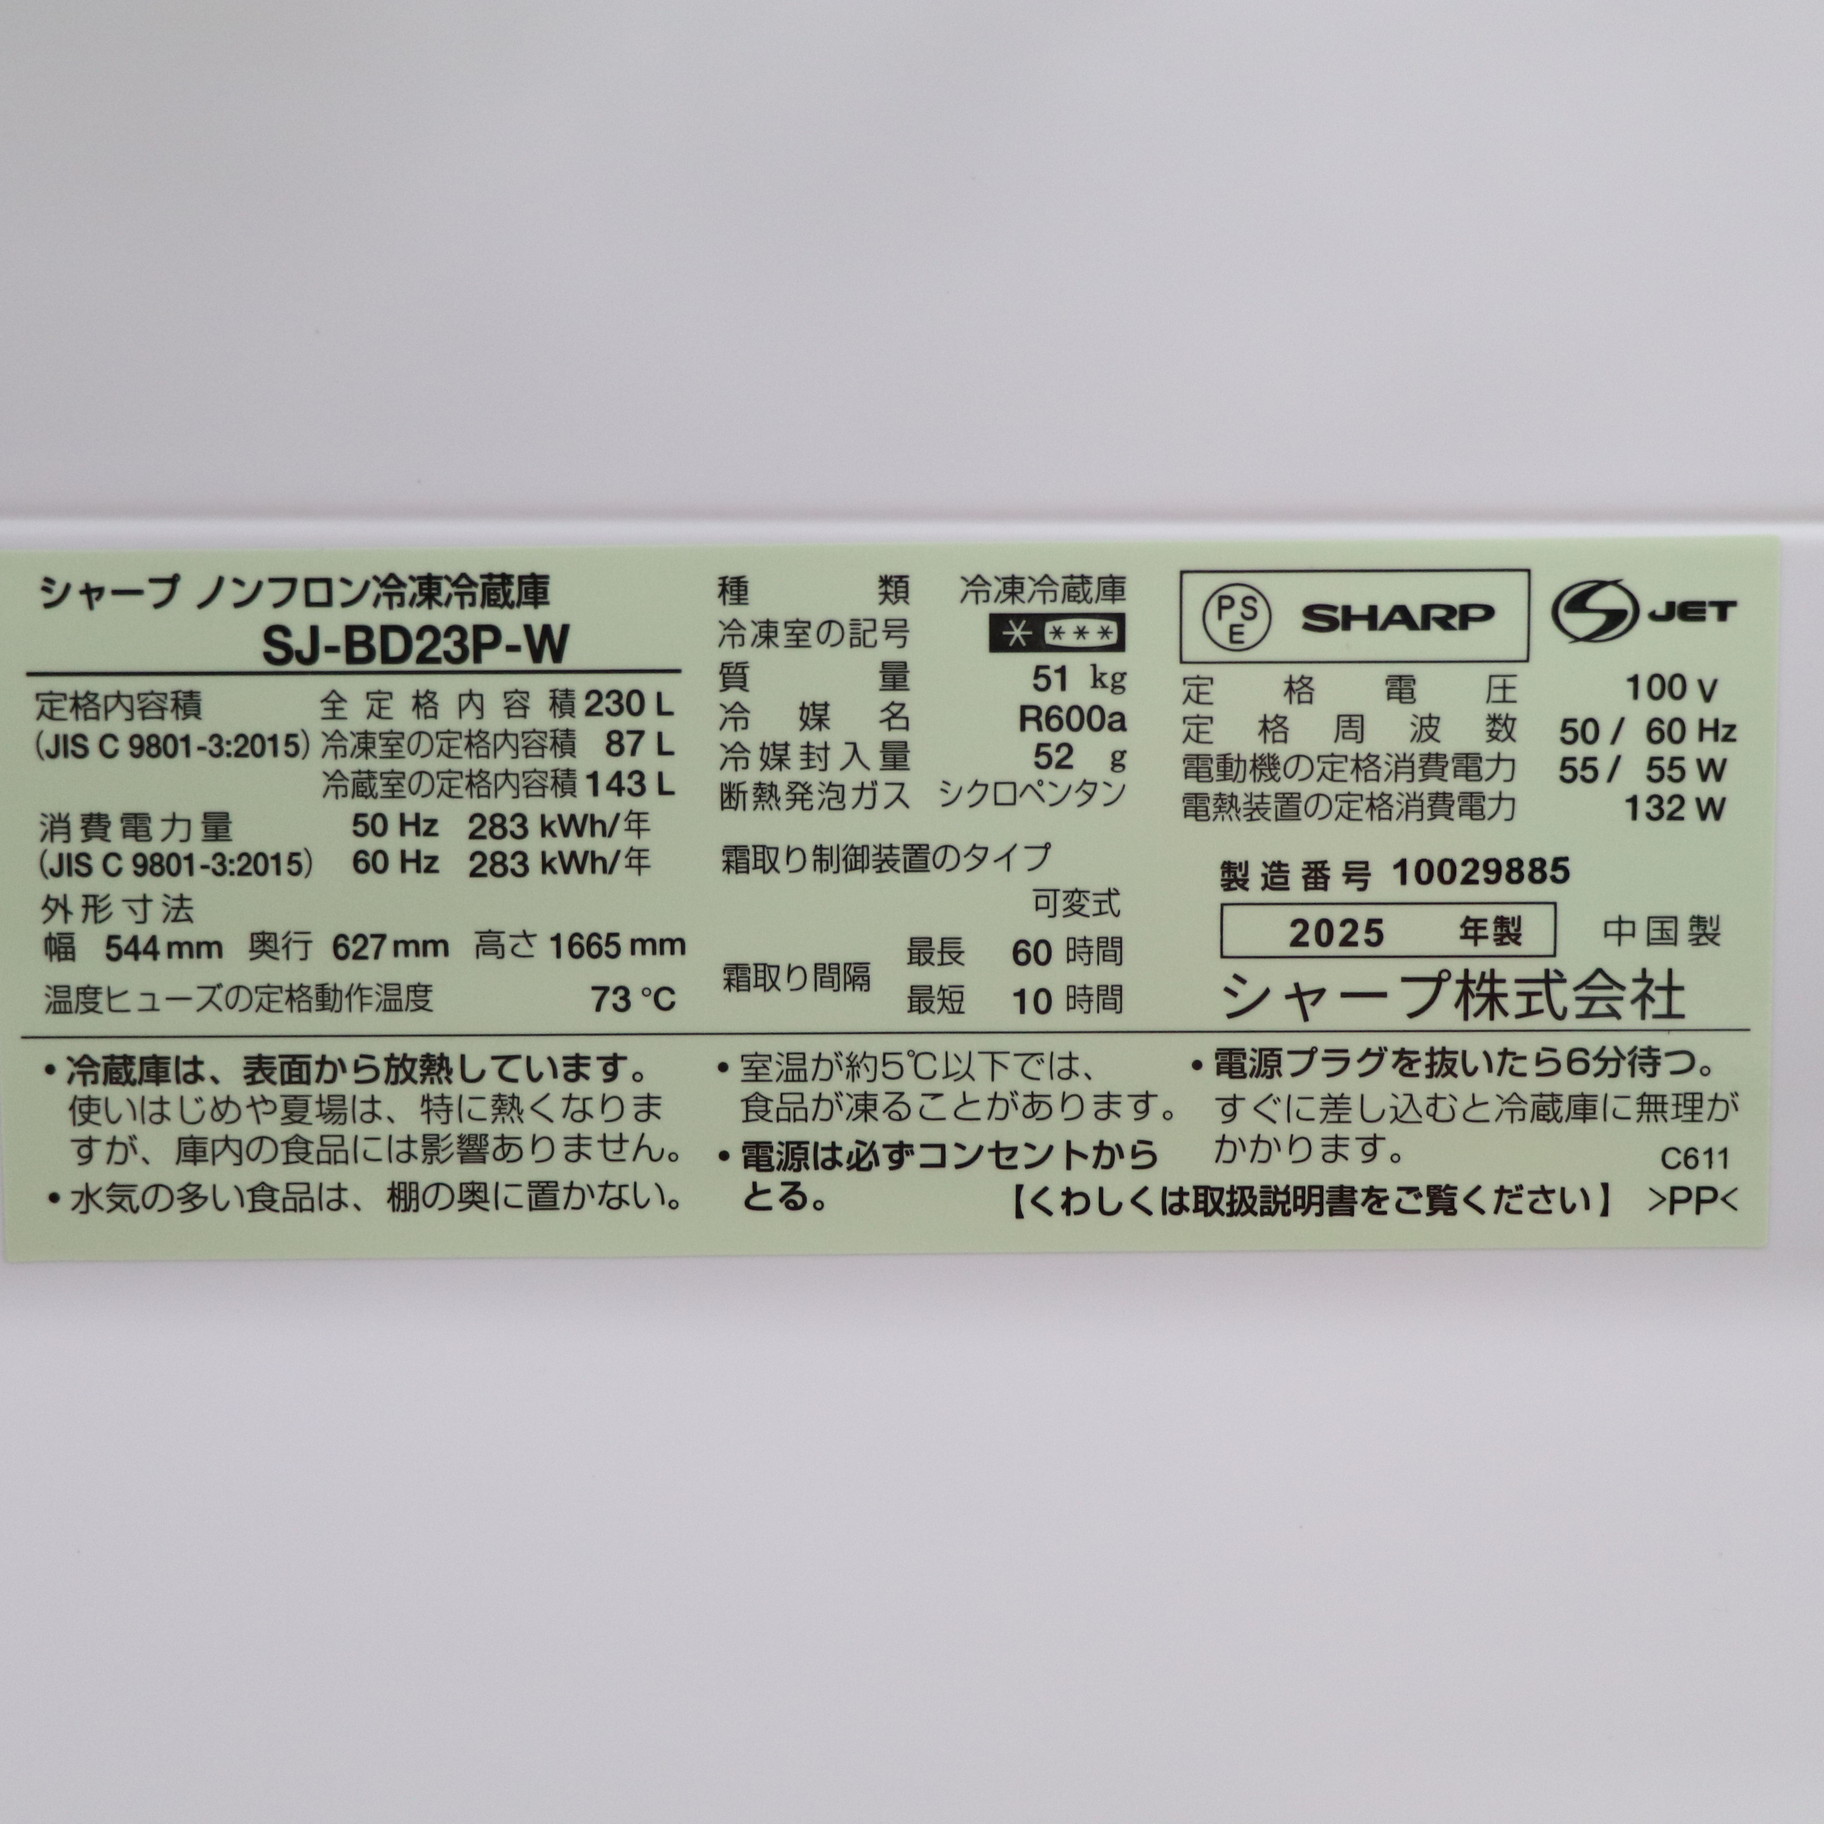 シャープ ノンフロン冷凍冷蔵庫
SJ-BD23P-W
定格内容積 全定格内容積 230 L
(JIS C 9801-3:2015) 冷凍室の定格内容積 87 L
冷蔵室の定格内容積 143 L
消費電力量 50 Hz 283 kWh/年
(JIS C 9801-3:2015) 60 Hz 283 kWh/年
外形寸法
幅 544 mm 奥行 627 mm 高さ 1665 mm
温度ヒューズの定格動作温度 73 ℃
種類 冷凍冷蔵庫
冷凍室の記号 * ***
質量 51 kg
冷媒名 R600a
冷媒封入量 52 g
断熱発泡ガス シクロペンタン
霜取り制御装置のタイプ
可変式
霜取り間隔 最長 60 時間
最短 10 時間
PSE SHARP JET
定格電圧 100 V
定格周波数 50 / 60 Hz
電動機の定格消費電力 55 / 55 W
電熱装置の定格消費電力 132 W
製造番号 10029885
2025 年製 中国製
シャープ株式会社
・冷蔵庫は、表面から放熱しています。
使いはじめや夏場は、特に熱くなりま
すが、庫内の食品には影響ありません。
・水気の多い食品は、棚の奥に置かない。
・室温が約5℃以下では、
食品が凍ることがあります。
・電源は必ずコンセントから
とる。
・電源プラグを抜いたら6分待つ。
すぐに差し込むと冷蔵庫に無理が
かかります。
C611
【くわしくは取扱説明書をご覧ください】 >PP<